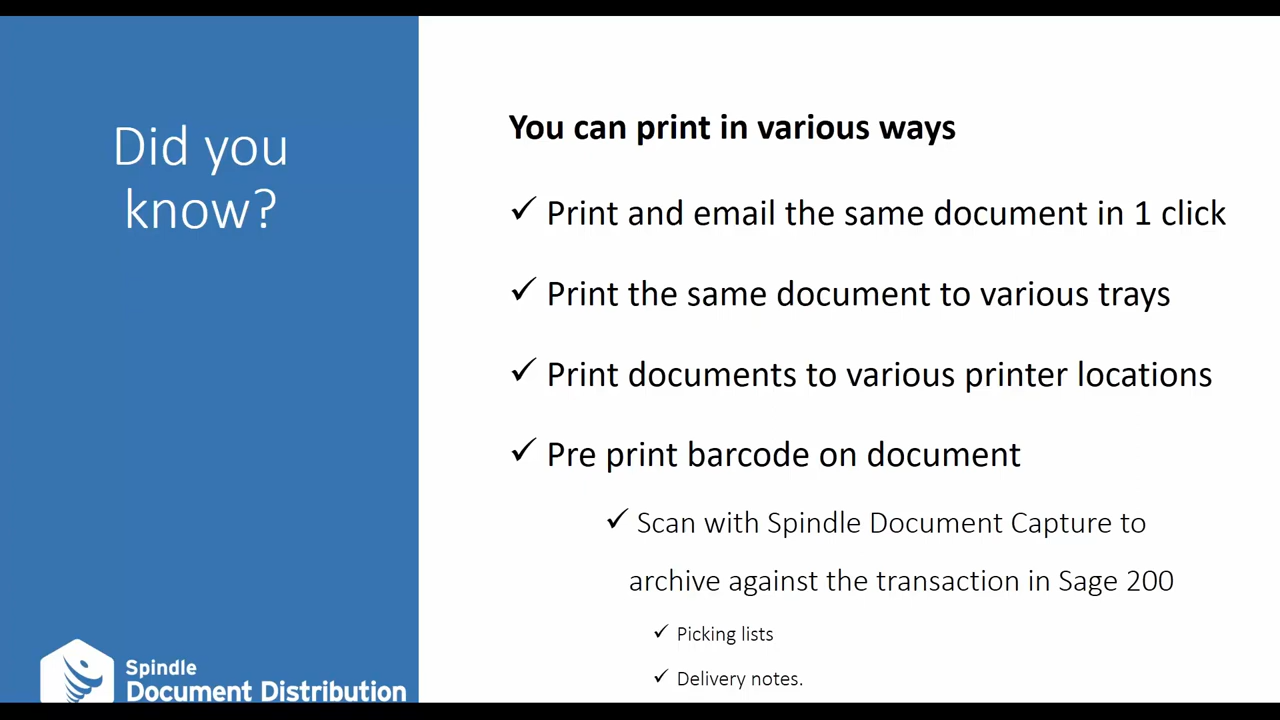 Did you
know?
You can print in various ways
✓ Print and email the same document in 1 click
✓ Print the same document to various trays
✓ Print documents to various printer locations
✓ Pre print barcode on document
✓ Scan with Spindle Document Capture to
archive against the transaction in Sage 200
✓ Picking lists
✓ Delivery notes.
Spindle
Document Distribution